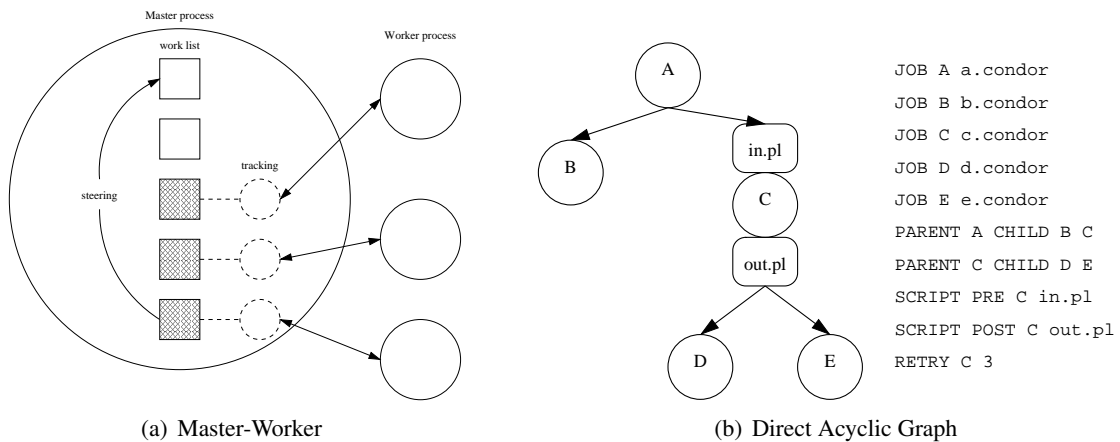 Master process
work list
steering
tracking
Worker process
(a) Master-Worker
A
B
in.pl
C
out.pl
D
E
JOB A a.condor
JOB B b.condor
JOB C c.condor
JOB D d.condor
JOB E e.condor
PARENT A CHILD B C
PARENT C CHILD D E
SCRIPT PRE C in.pl
SCRIPT POST C out.pl
RETRY C 3
(b) Direct Acyclic Graph